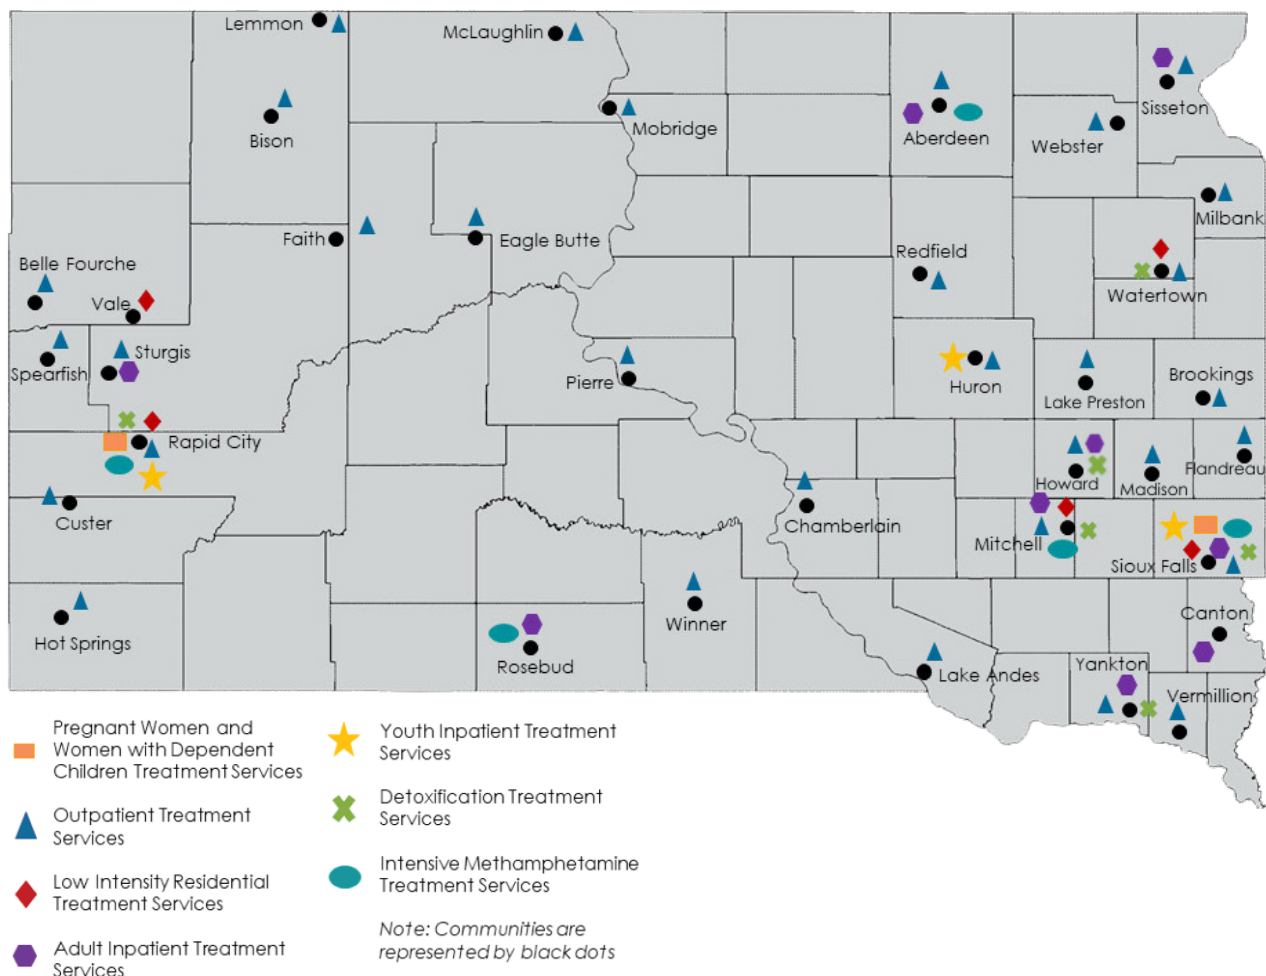 Lemmon
McLaughlin
Bison
Mobridge
Aberdeen
Webster
Sisseton
Milbank
Faith
Eagle Butte
Redfield
Belle Fourche
Vale
Watertown
Spearfish
Sturgis
Pierre
Huron
Lake Preston
Brookings
Rapid City
Howard
Madison
Flandreau
Custer
Chamberlain
Mitchell
Sioux Falls
Hot Springs
Rosebud
Winner
Canton
Lake Andes
Yankton
Vermillion
Pregnant Women and
Women with Dependent
Children Treatment Services
Outpatient Treatment
Services
Low Intensity Residential
Treatment Services
Adult Inpatient Treatment
Services
Youth Inpatient Treatment
Services
Detoxification Treatment
Services
Intensive Methamphetamine
Treatment Services
Note: Communities are
represented by black dots